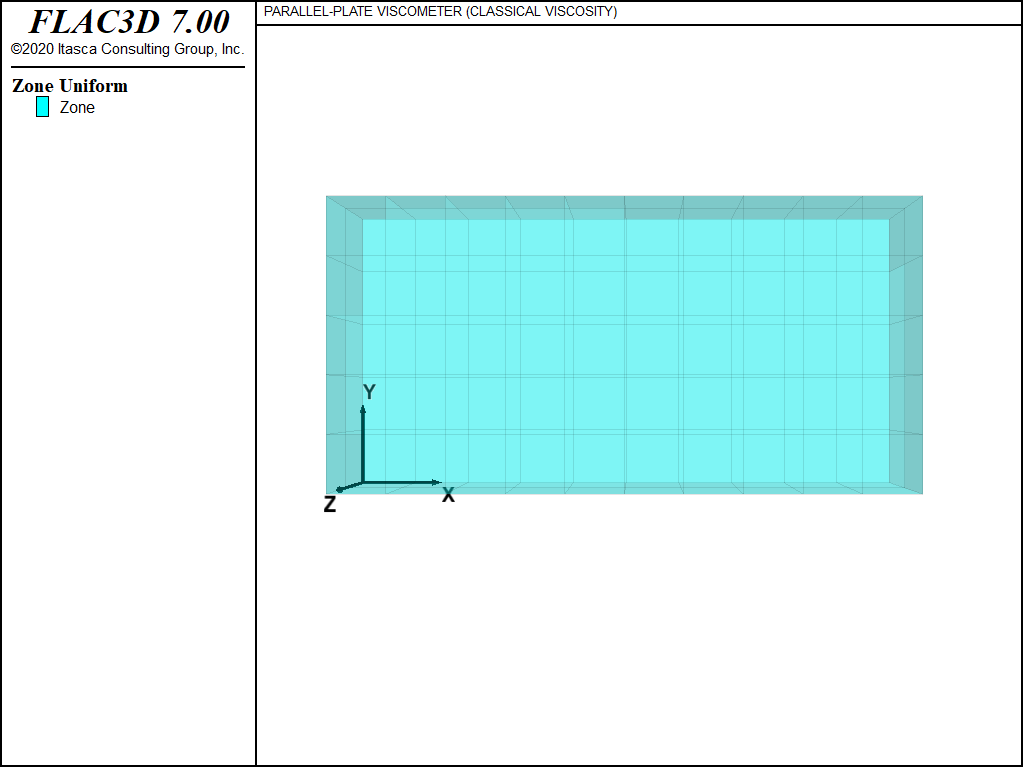 FLAC3D 7.00
©2020 Itasca Consulting Group, Inc.
Zone Uniform
Zone
PARALLEL-PLATE VISCOMETER (CLASSICAL VISCOSITY)
Y
X
Z